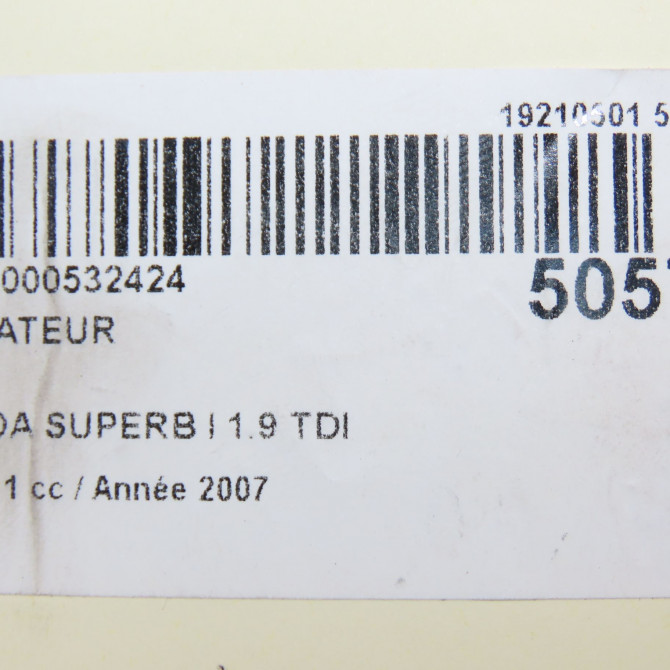 19210601 5
000532424
505
ATEUR
DA SUPERB I 1.9 TDI
1 cc / Année 2007